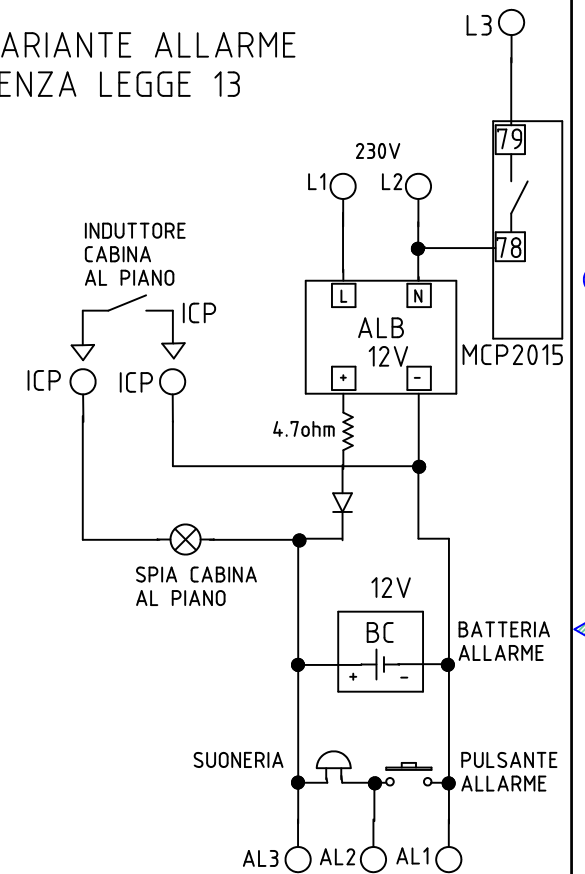 ARIANTE ALLARME
ENZA LEGGE 13
L3
79
78
MCP2015
230V
L1 L2
L N
ALB
12V
+ -
4.7ohm
INDUTTORE
CABINA
AL PIANO
ICP
ICP ICP
SPIA CABINA
AL PIANO
12V
BC
+ -
BATTERIA
ALLARME
SUONERIA
PULSANTE
ALLARME
AL3 AL2 AL1